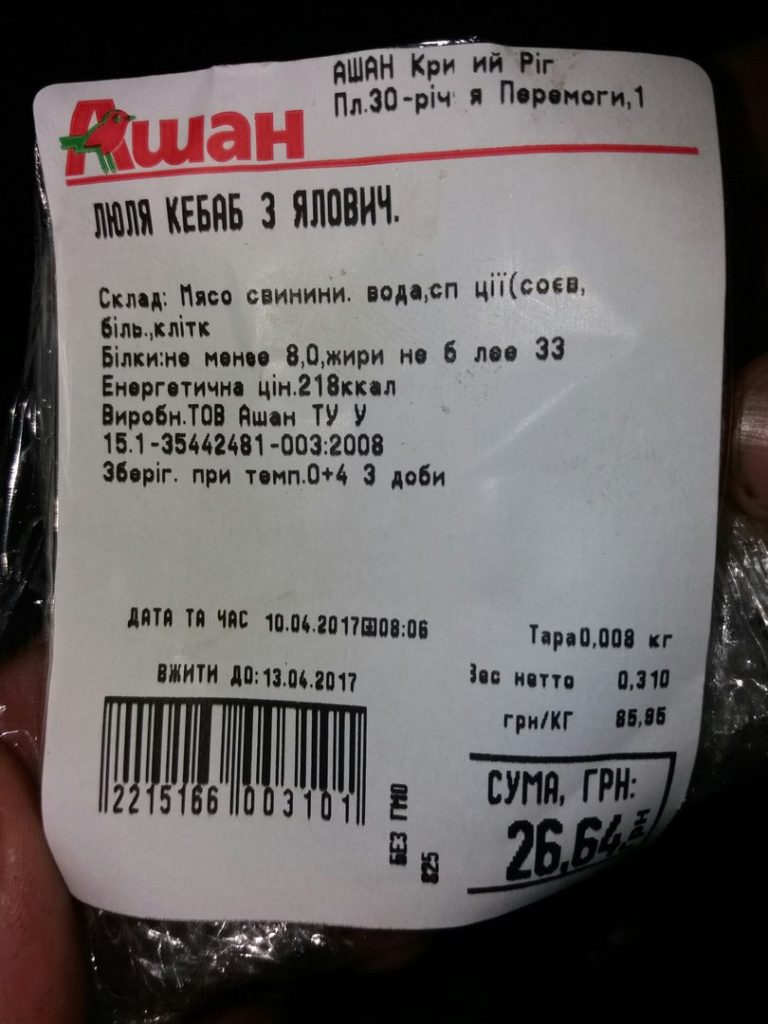 АШАН Кри ий Ріг
Пл.30-річ я Перемоги,1
Ашан
ЛЮЛЯ КЕБАБ З ЯЛОВИЧ.
Склад: Мясо свинини. вода,сп ції(соєв,
біль.,клітк
Білки:не менее 8,0,жири не б лее 33
Енергетична цін.218ккал
Виробн.ТОВ Ашан ТУ У
15.1-35442481-003:2008
Зберіг. при темп.0+4 3 доби
ДАТА ТА ЧАС 10.04.2017 08:06
Тара0,008 кг
ВЖИТИ ДО:13.04.2017
Вес нетто 0,310
грн/КГ 85,95
2215166 003101
БЕЗ ГМО
825
СУМА, ГРН:
26,64 ГРН